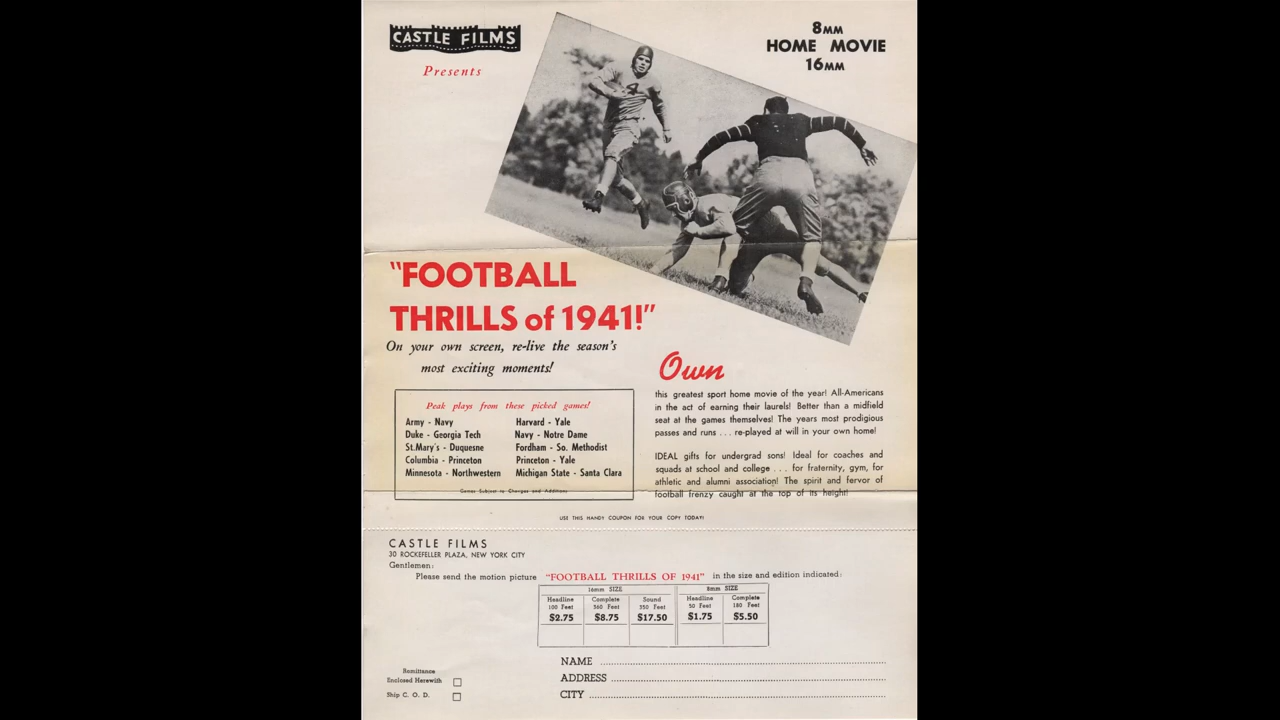 CASTLE FILMS
Presents
8MM
HOME MOVIE
16MM
4
"FOOTBALL
THRILLS of 1941!"
On your own screen, re-live the season's
most exciting moments!
Peak plays from these picked games!
Army - Navy
Duke - Georgia Tech
St.Mary's - Duquesne
Columbia - Princeton
Minnesota - Northwestern
Harvard - Yale
Navy - Notre Dame
Fordham - So. Methodist
Princeton - Yale
Michigan State - Santa Clara
Games Subject to Changes and Additions
Own
this greatest sport home movie of the year! All-Americans
in the act of earning their laurels! Better than a midfield
seat at the games themselves! The years most prodigious
passes and runs . . . re-played at will in your own home!
IDEAL gifts for undergrad sons! Ideal for coaches and
squads at school and college . . . for fraternity, gym, for
athletic and alumni association! The spirit and fervor of
football frenzy caught at the top of its height!
USE THIS HANDY COUPON FOR YOUR COPY TODAY!
CASTLE FILMS
30 ROCKEFELLER PLAZA, NEW YORK CITY
Gentlemen:
Please send the motion picture "FOOTBALL THRILLS OF 1941" in the size and edition indicated:
16mm SIZE
8mm SIZE
Headline Complete Sound Headline Complete
100 Feet 360 Feet 350 Feet 50 Feet 180 Feet
$2.75 $8.75 $17.50 $1.75 $5.50
Remittance
Enclosed Herewith
Ship C. O. D.
NAME
ADDRESS
CITY